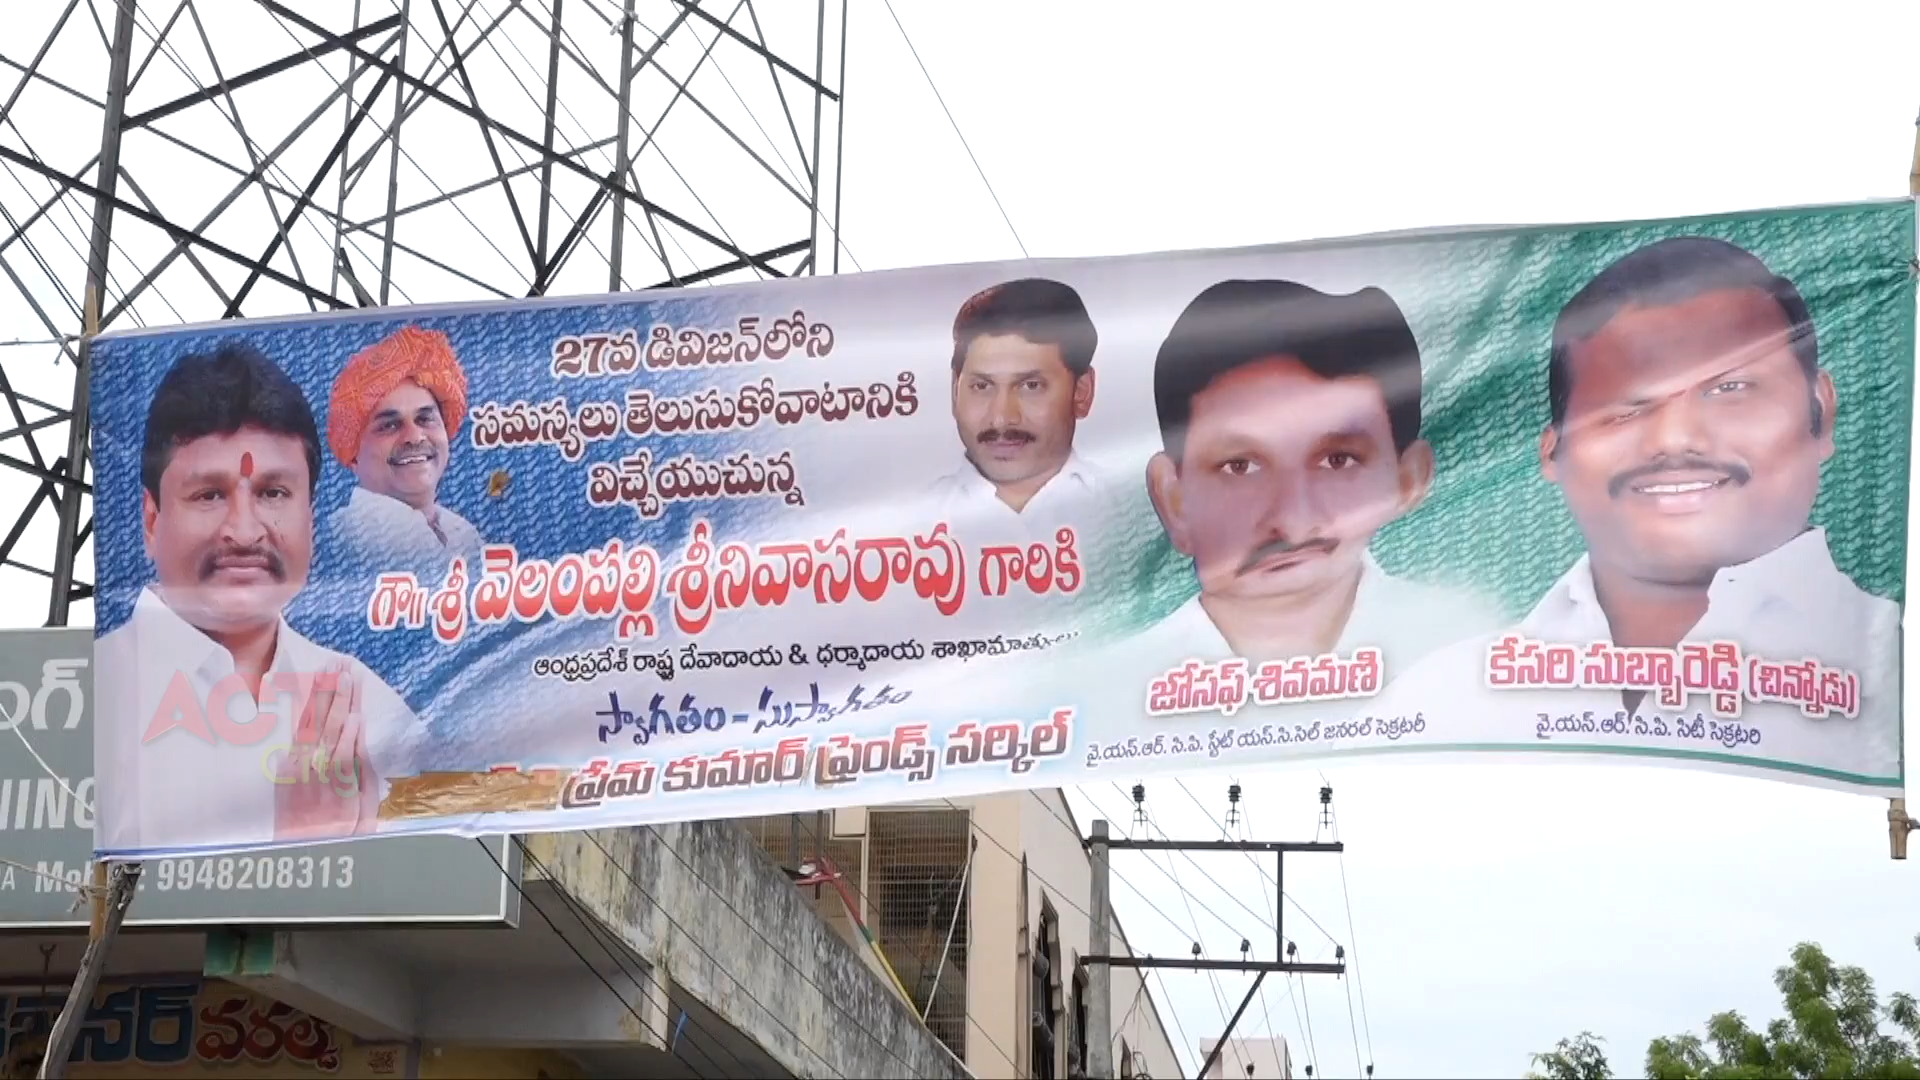 27వ డివిజన్‌లోని
సమస్యలు తెలుసుకోవాటానికి
విచ్చేయుచున్న
గౌ॥ శ్రీ వెలంపల్లి శ్రీనివాసరావు గారికి
ఆంధ్రప్రదేశ్ రాష్ట్ర దేవాదాయ & ధర్మాదాయ
స్వాగతం - సుస్వాగతం
ప్రేమ్ కుమార్ ఫ్రెండ్స్ సర్కిల్
జోసఫ్ శివమణి
వై.యస్.ఆర్. సి.పి. స్టేట్ యస్.సి.సెల్ జనరల్ సెక్రటరీ
కేసరి సుబ్బారెడ్డి (చిన్నోడు)
వై.యస్.ఆర్. సి.పి. సిటీ సెక్రటరి
ACT
City
9948208313